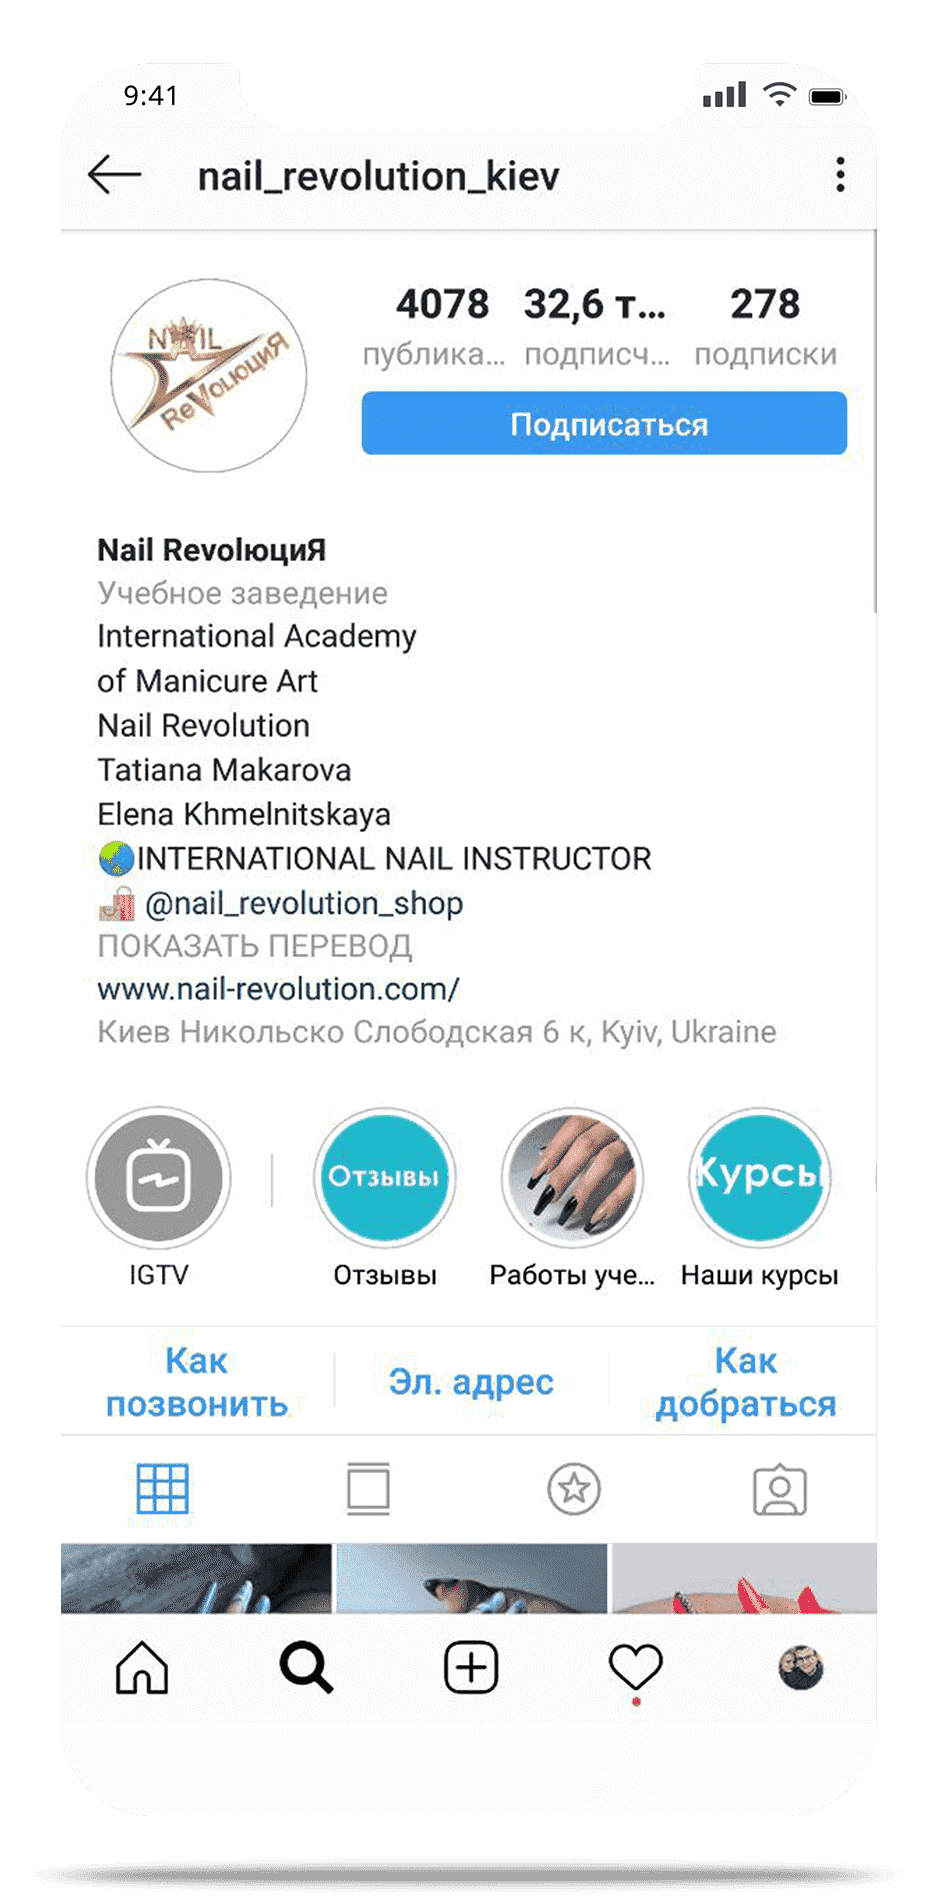 9:41
nail_revolution_kiev
NAIL
ReVolюциЯ
4078 32,6 т... 278
публика... подписч... подписки
Подписаться
Nail RevolюциЯ
Учебное заведение
International Academy
of Manicure Art
Nail Revolution
Tatiana Makarova
Elena Khmelnitskaya
🌏INTERNATIONAL NAIL INSTRUCTOR
🛍 @nail_revolution_shop
ПОКАЗАТЬ ПЕРЕВОД
www.nail-revolution.com/
Киев Никольско Слободская 6 к, Kyiv, Ukraine
Отзывы Курсы
IGTV Отзывы Работы уче... Наши курсы
Как позвонить
Эл. адрес
Как добраться